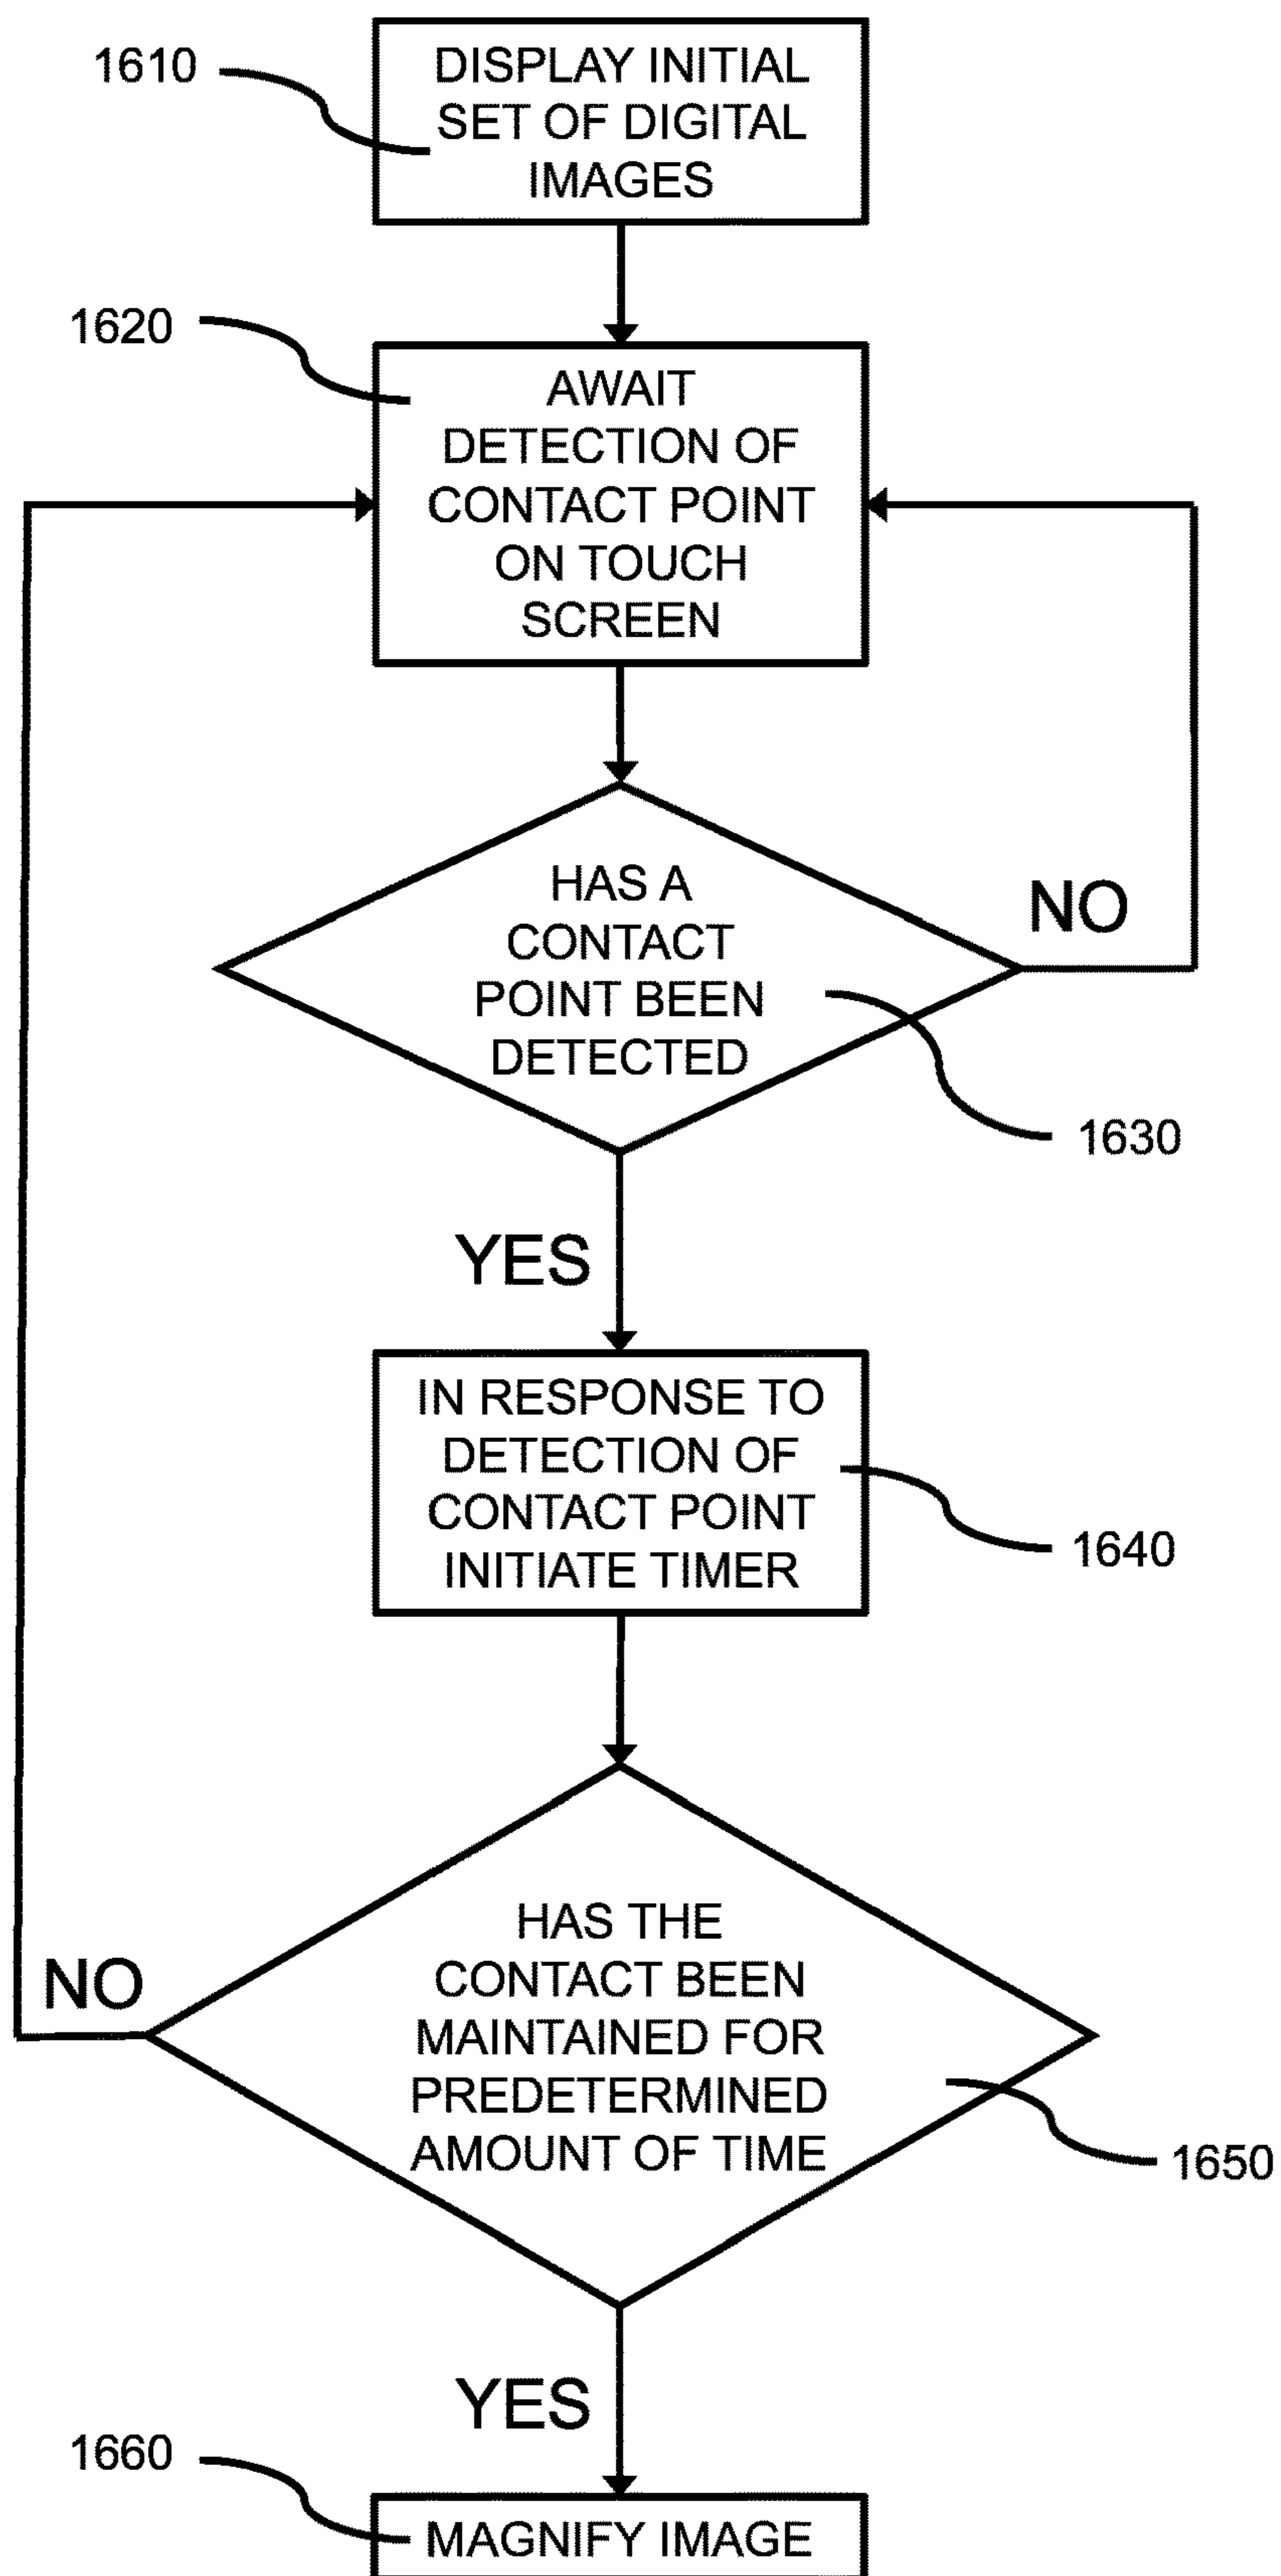 1610
DISPLAY INITIAL
SET OF DIGITAL
IMAGES
1620
AWAIT
DETECTION OF
CONTACT POINT
ON TOUCH
SCREEN
HAS A
CONTACT
POINT BEEN
DETECTED
NO
1630
YES
IN RESPONSE TO
DETECTION OF
CONTACT POINT
INITIATE TIMER
1640
HAS THE
CONTACT BEEN
MAINTAINED FOR
PREDETERMINED
AMOUNT OF TIME
NO
1650
YES
1660
MAGNIFY IMAGE